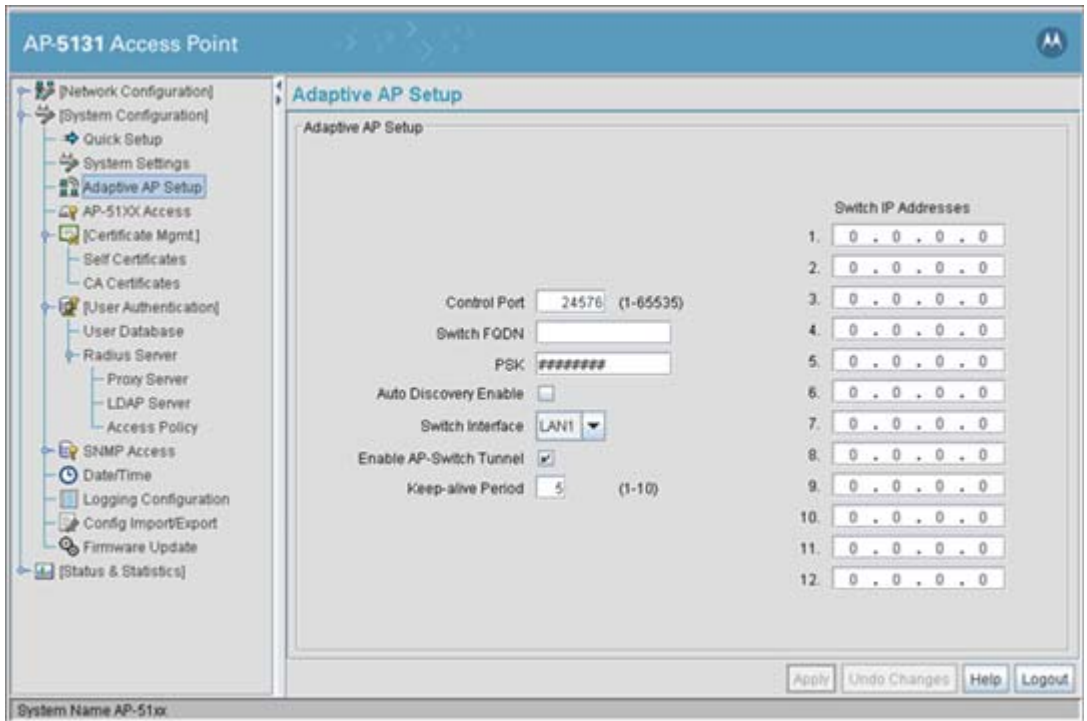 AP-5131 Access Point
[Network Configuration]
[System Configuration]
Quick Setup
System Settings
Adaptive AP Setup
AP-51XX Access
[Certificate Mgmt.]
Self Certificates
CA Certificates
[User Authentication]
User Database
Radius Server
Proxy Server
LDAP Server
Access Policy
SNMP Access
Date/Time
Logging Configuration
Config Import/Export
Firmware Update
[Status & Statistics]
Adaptive AP Setup
Adaptive AP Setup
Control Port 24576 (1-65535)
Switch FQDN
PSK ########
Auto Discovery Enable
Switch Interface LAN1
Enable AP-Switch Tunnel
Keep-alive Period 5 (1-10)
Switch IP Addresses
1. 0 . 0 . 0 . 0
2. 0 . 0 . 0 . 0
3. 0 . 0 . 0 . 0
4. 0 . 0 . 0 . 0
5. 0 . 0 . 0 . 0
6. 0 . 0 . 0 . 0
7. 0 . 0 . 0 . 0
8. 0 . 0 . 0 . 0
9. 0 . 0 . 0 . 0
10. 0 . 0 . 0 . 0
11. 0 . 0 . 0 . 0
12. 0 . 0 . 0 . 0
Apply Undo Changes Help Logout
System Name AP-51xx